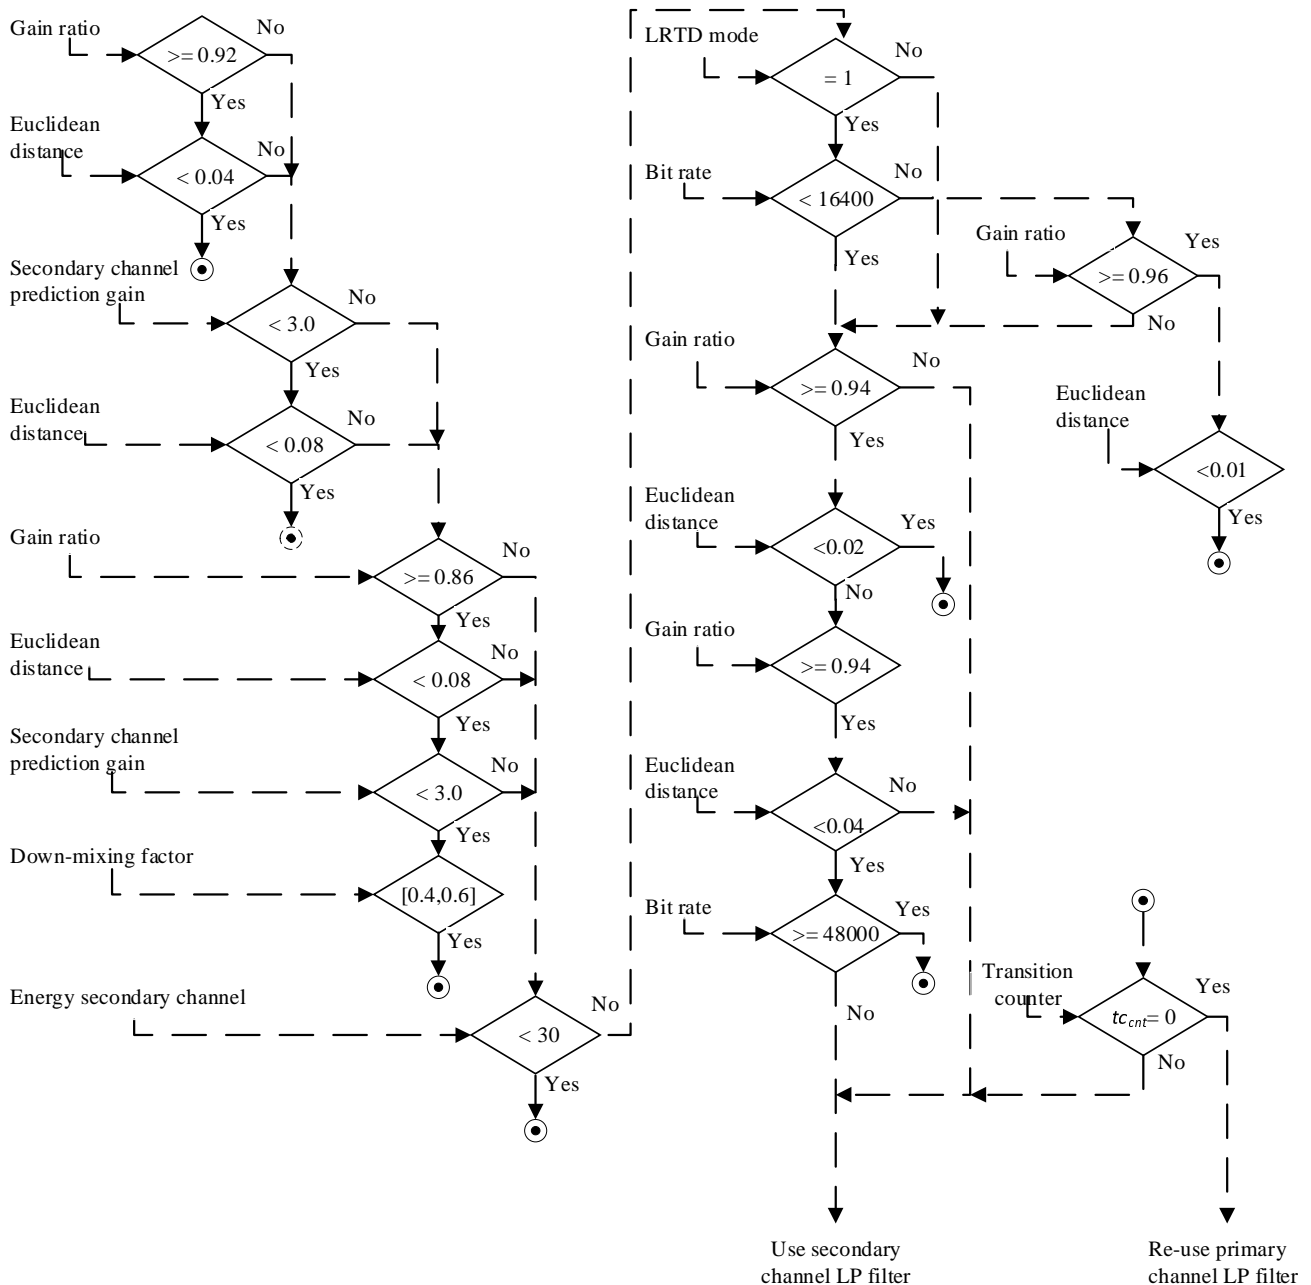 Gain ratio
No
>= 0.92
Yes
Euclidean
distance
No
< 0.04
Yes
Secondary channel
prediction gain
No
< 3.0
Yes
Euclidean
distance
No
< 0.08
Yes
Gain ratio
No
>= 0.86
Yes
Euclidean
distance
No
< 0.08
Yes
Secondary channel
prediction gain
No
< 3.0
Yes
Down-mixing factor
[0.4,0.6]
Yes
Energy secondary channel
No
< 30
Yes
LRTD mode
No
= 1
Yes
Bit rate
No
< 16400
Yes
Gain ratio
Yes
>= 0.96
No
Gain ratio
No
>= 0.94
Yes
Euclidean
distance
<0.01
Yes
Euclidean
distance
Yes
<0.02
No
Gain ratio
>= 0.94
Yes
Euclidean
distance
No
<0.04
Yes
Bit rate
Yes
>= 48000
No
Transition
counter
Yes
tc cnt = 0
No
Use secondary
channel LP filter
Re-use primary
channel LP filter